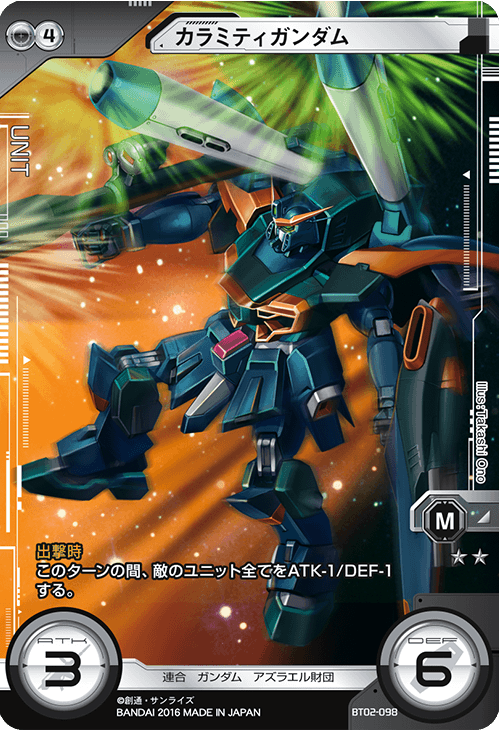 4
カラミティガンダム
UNIT
Illus:Takashi Ono
M
出撃時
このターンの間、敵のユニット全てをATK-1/DEF-1
する。
ATK
3
DEF
6
連合 ガンダム アズラエル財団
©創通・サンライズ
BANDAI 2016 MADE IN JAPAN
BT02-098